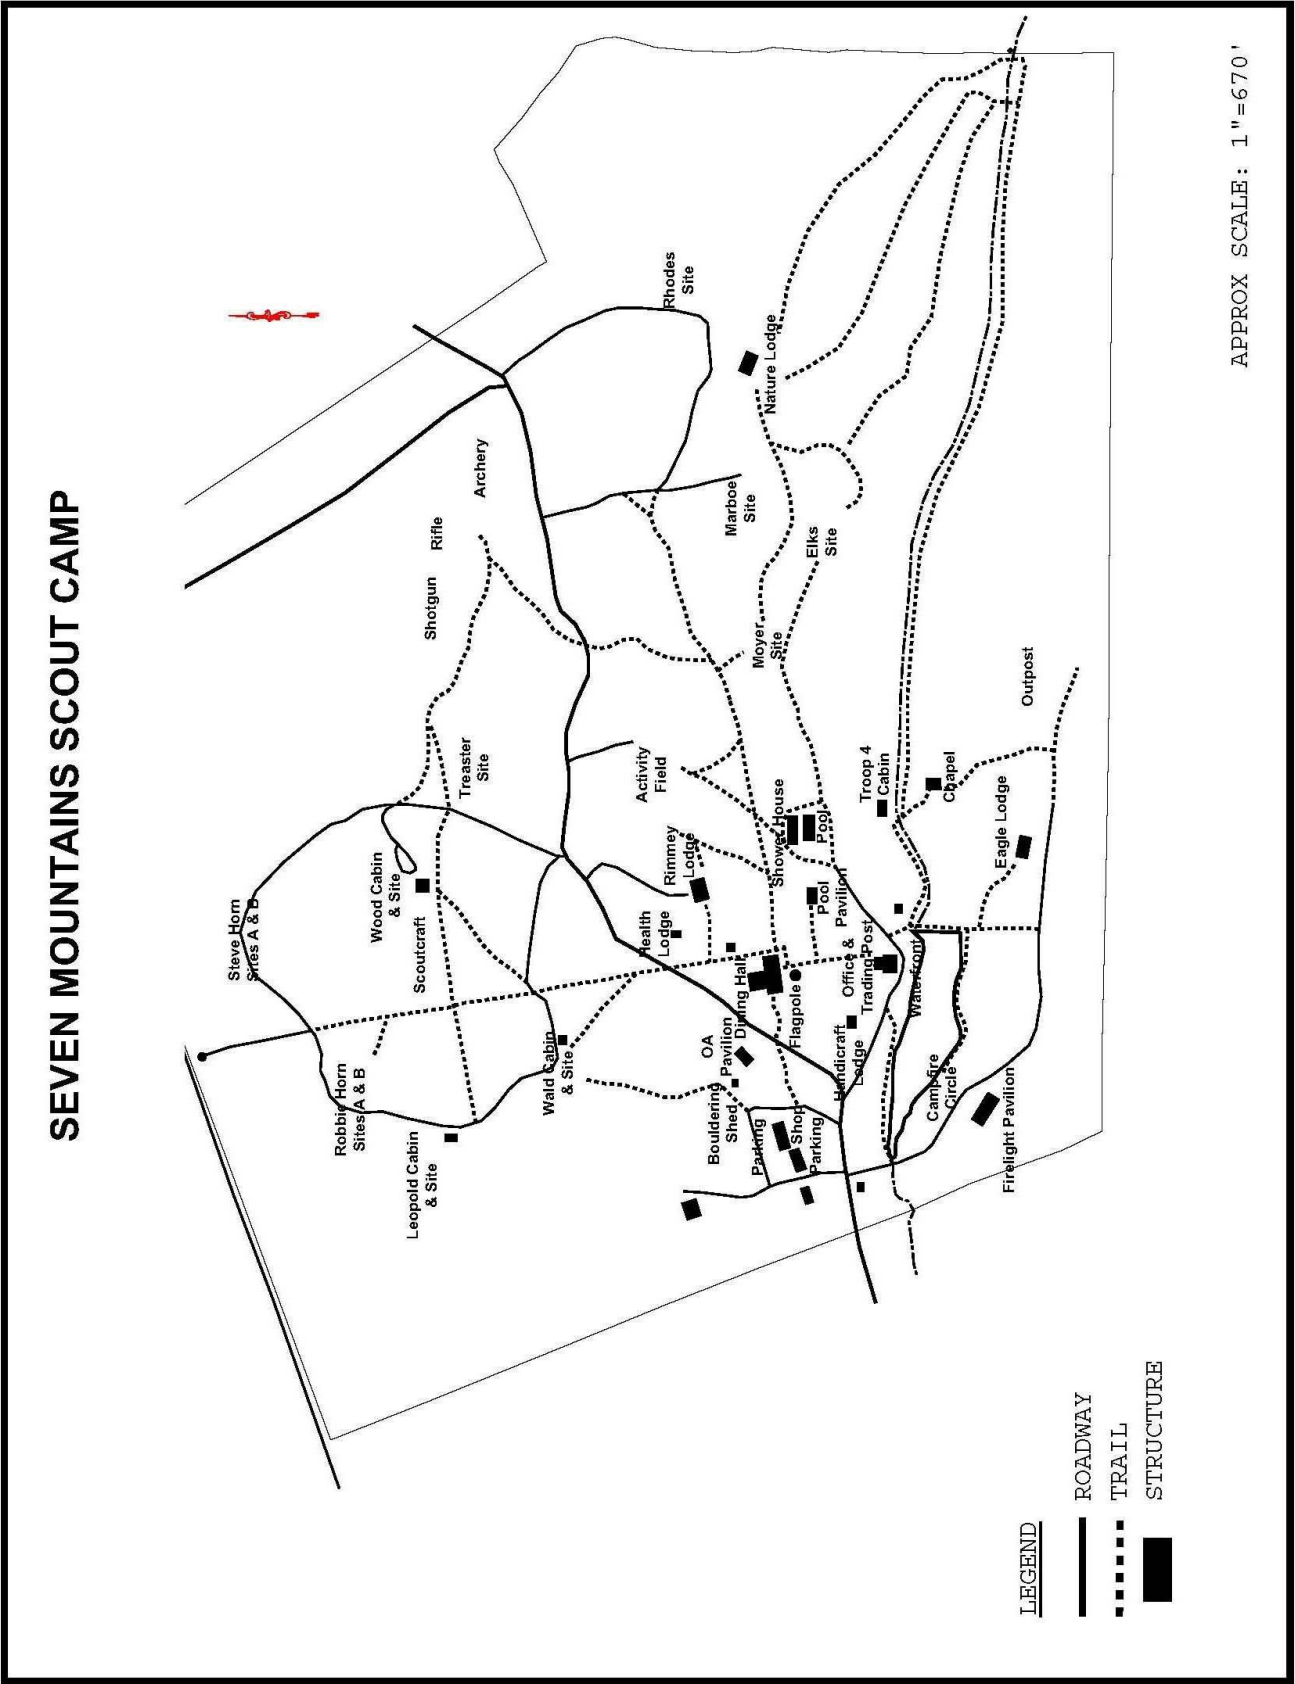 SEVEN MOUNTAINS SCOUT CAMP
Steve Horn
Sites A & B
Robbie Horn
Sites A & B
Wood Cabin
& Site
Scoutcraft
Leopold Cabin
& Site
Shotgun
Rifle
Archery
Treaster
Site
Wald Cabin
& Site
Activity
Field
Health
Lodge
Rimmey
Lodge
Rhodes
Site
Marboe
Site
Nature Lodge
Moyer
Site
Elks
Site
OA
Pavilion
Dining Hall
Bouldering
Shed
Parking
Shop
Parking
Flagpole
Shower House
Pool
Pool
Pavilion
Handicraft
Lodge
Office &
Trading Post
Troop 4
Cabin
Waterfront
Campfire
Circle
Chapel
Eagle Lodge
Outpost
Firelight Pavilion
LEGEND
ROADWAY
TRAIL
STRUCTURE
APPROX SCALE: 1"=670'